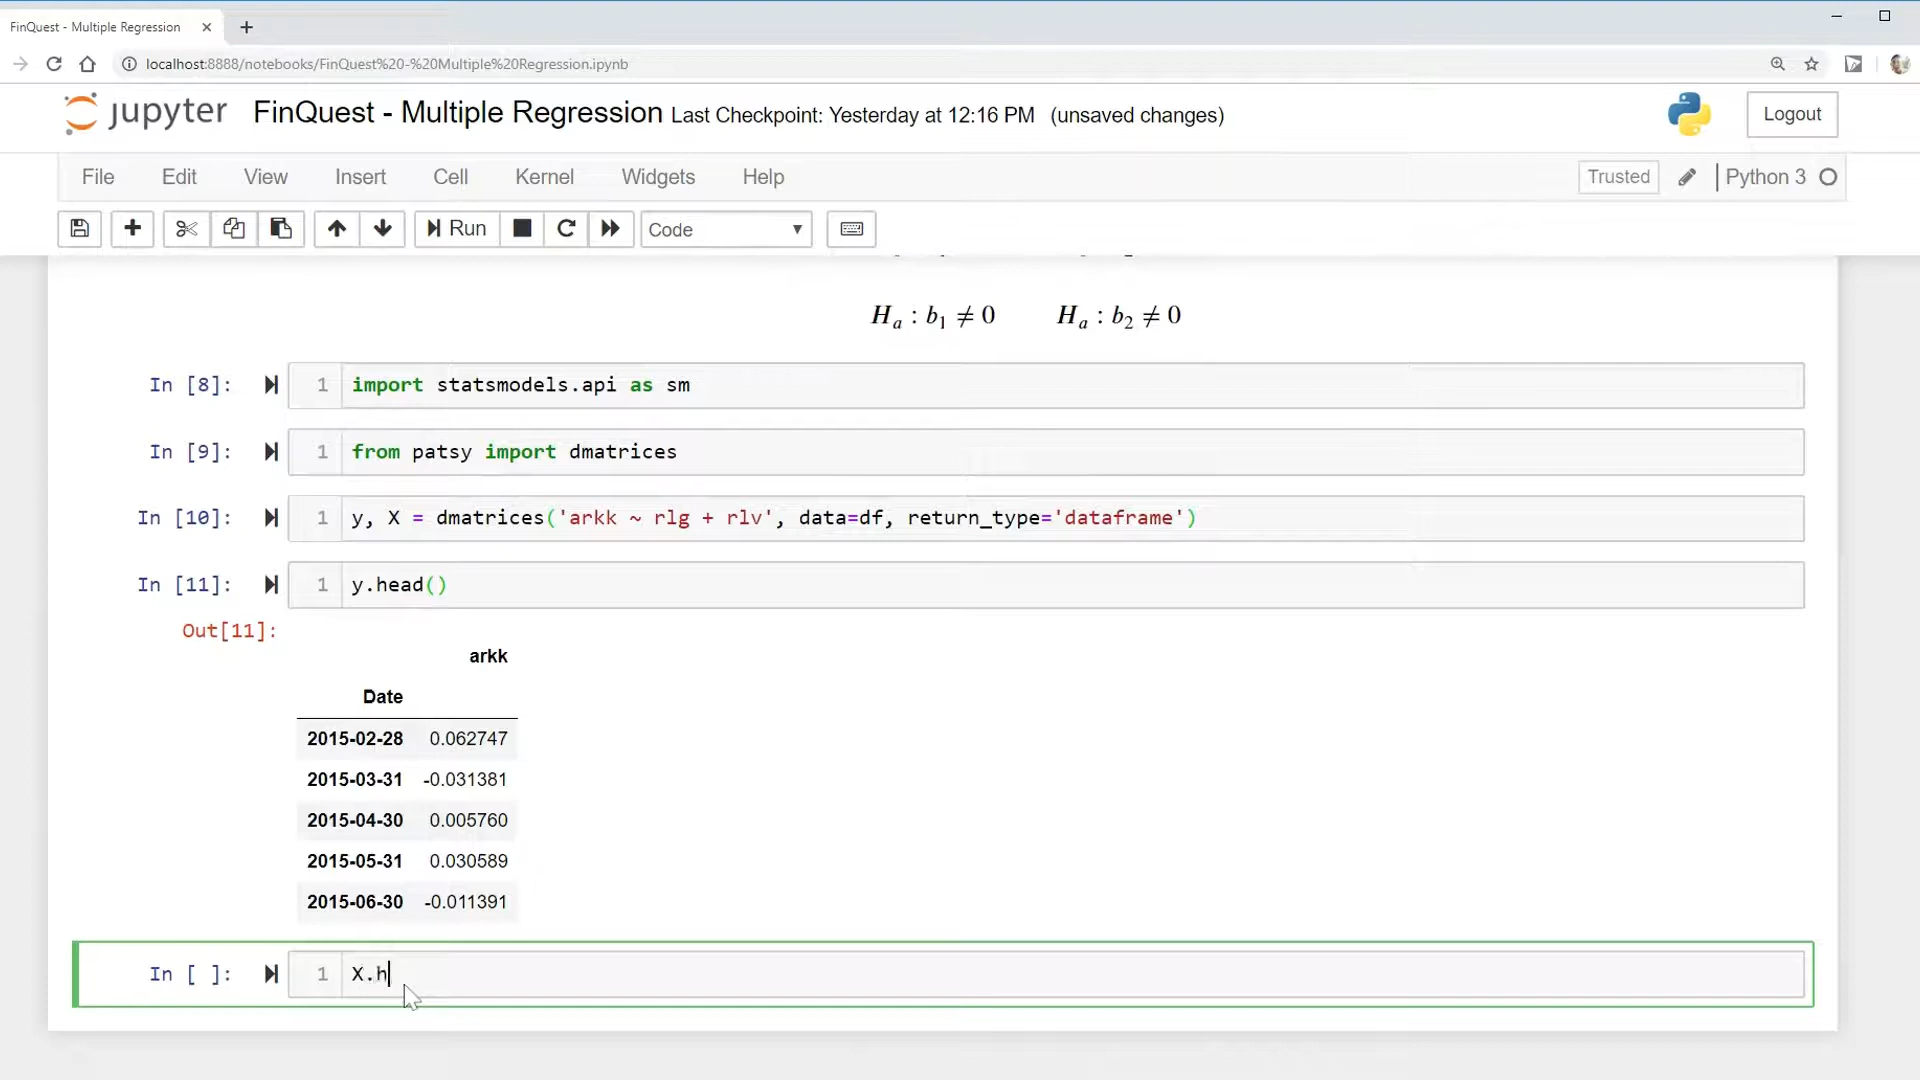 FinQuest - Multiple Regression
localhost:8888/notebooks/FinQuest%20-%20Multiple%20Regression.ipynb
jupyter FinQuest - Multiple Regression Last Checkpoint: Yesterday at 12:16 PM (unsaved changes) Logout
File Edit View Insert Cell Kernel Widgets Help Trusted Python 3
Run Code
Hₐ : b₁ ≠ 0 Hₐ : b₂ ≠ 0
In [8]: 1 import statsmodels.api as sm
In [9]: 1 from patsy import dmatrices
In [10]: 1 y, X = dmatrices('arkk ~ rlg + rlv', data=df, return_type='dataframe')
In [11]: 1 y.head()
Out[11]:
arkk
Date
2015-02-28 0.062747
2015-03-31 -0.031381
2015-04-30 0.005760
2015-05-31 0.030589
2015-06-30 -0.011391
In [ ]: 1 X.h